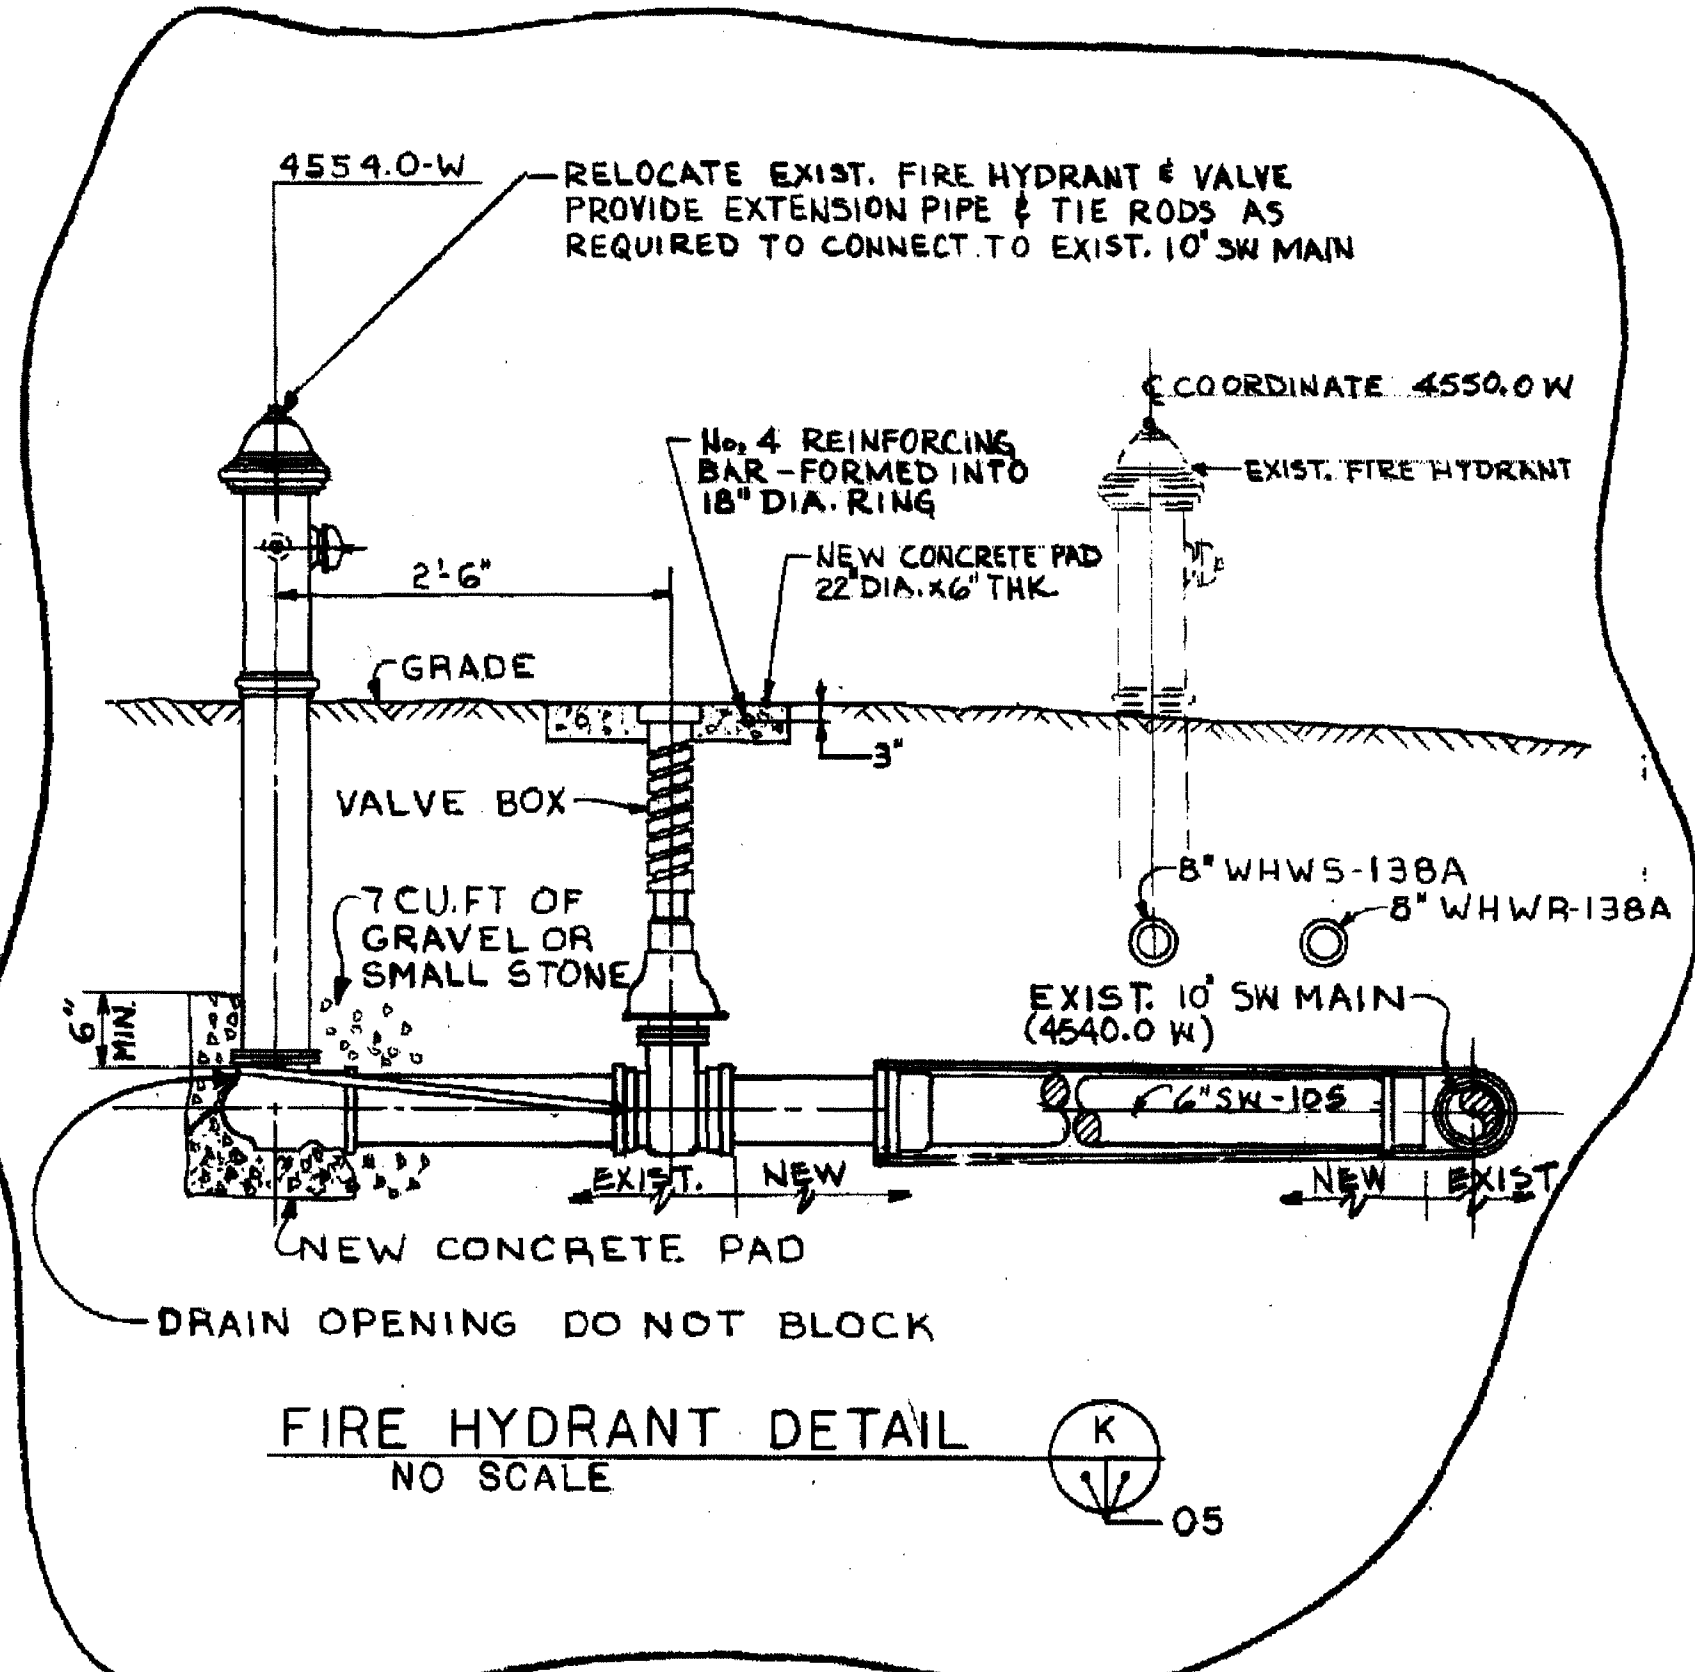 4554.0-W
RELOCATE EXIST. FIRE HYDRANT & VALVE
PROVIDE EXTENSION PIPE & TIE RODS AS
REQUIRED TO CONNECT TO EXIST. 10" SW MAIN
℄ COORDINATE 4550.0 W
No. 4 REINFORCING
BAR - FORMED INTO
18" DIA. RING
EXIST. FIRE HYDRANT
NEW CONCRETE PAD
22" DIA. x 6" THK.
2'-6"
GRADE
3"
VALVE BOX
8" WHWS-138A
8" WHWR-138A
7 CU.FT OF
GRAVEL OR
SMALL STONE
6"
MIN.
EXIST. 10" SW MAIN
(4540.0 W)
6" SW-105
EXIST.
NEW
NEW
EXIST
NEW CONCRETE PAD
DRAIN OPENING DO NOT BLOCK
FIRE HYDRANT DETAIL
NO SCALE
K
05